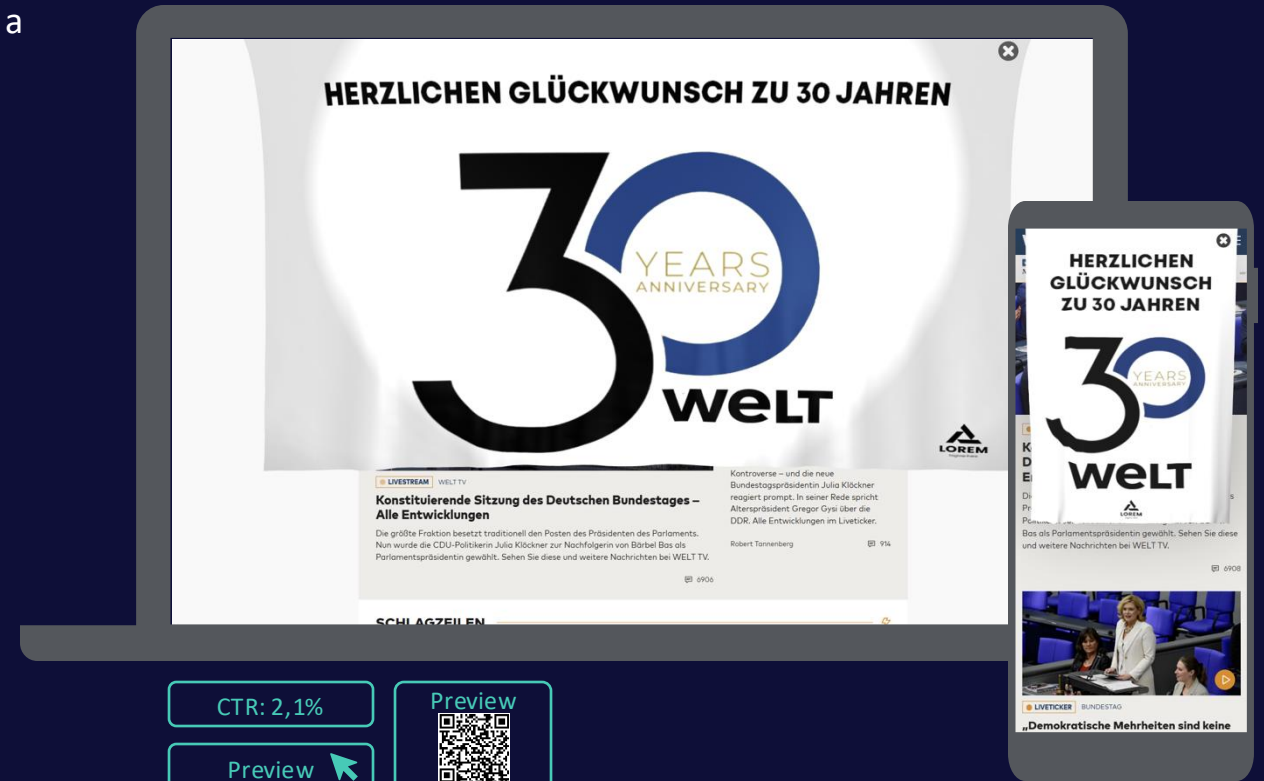 a
HERZLICHEN GLÜCKWUNSCH ZU 30 JAHREN
30
YEARS
ANNIVERSARY
WELT
LOREM
LIVESTREAM WELT TV
Konstituierende Sitzung des Deutschen Bundestages –
Alle Entwicklungen
Die größte Fraktion besetzt traditionell den Posten des Präsidenten des Parlaments.
Nun wurde die CDU-Politikerin Julia Klöckner zur Nachfolgerin von Bärbel Bas als
Parlamentspräsidentin gewählt. Sehen Sie diese und weitere Nachrichten bei WELT TV.
6906
Kontroverse – und die neue
Bundestagspräsidentin Julia Klöckner
reagiert prompt. In seiner Rede spricht
Alterspräsident Gregor Gysi über die
DDR. Alle Entwicklungen im Liveticker.
Robert Tannenberg 914
SCHLAGZEILEN
HERZLICHEN
GLÜCKWUNSCH
ZU 30 JAHREN
30
YEARS
ANNIVERSARY
WELT
LOREM
Bas als Parlamentspräsidentin gewählt. Sehen Sie diese
und weitere Nachrichten bei WELT TV.
6908
LIVETICKER BUNDESTAG
„Demokratische Mehrheiten sind keine
CTR: 2,1%
Preview
Preview